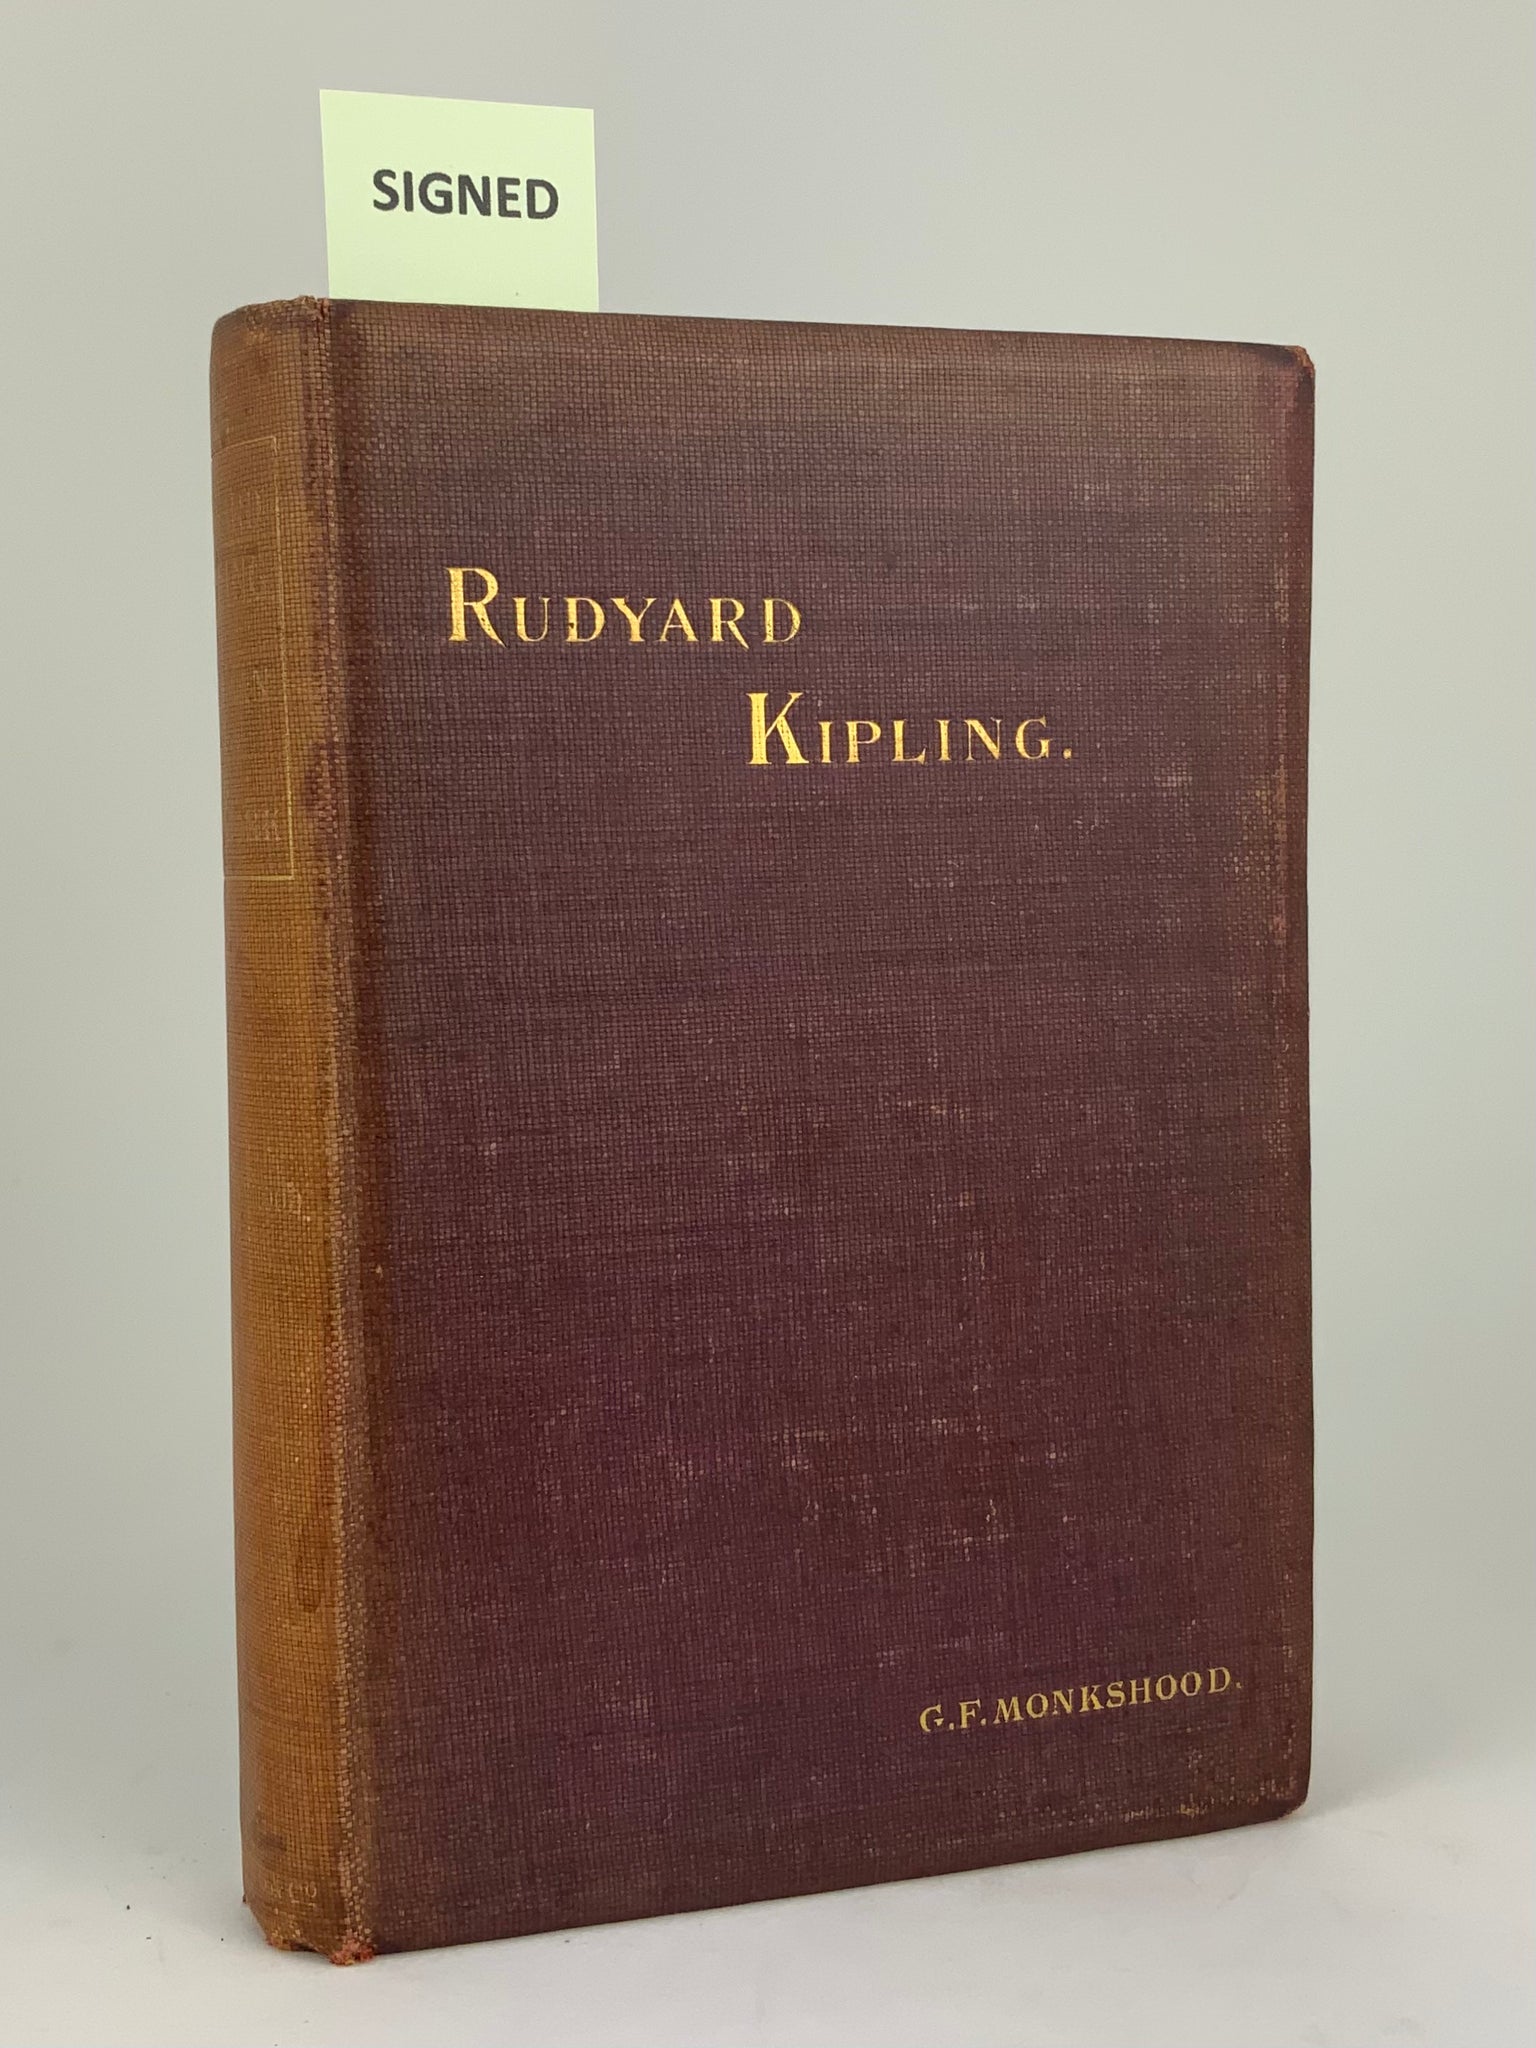 SIGNED
RUDYARD
KIPLING.
G.F. MONKSHOOD.